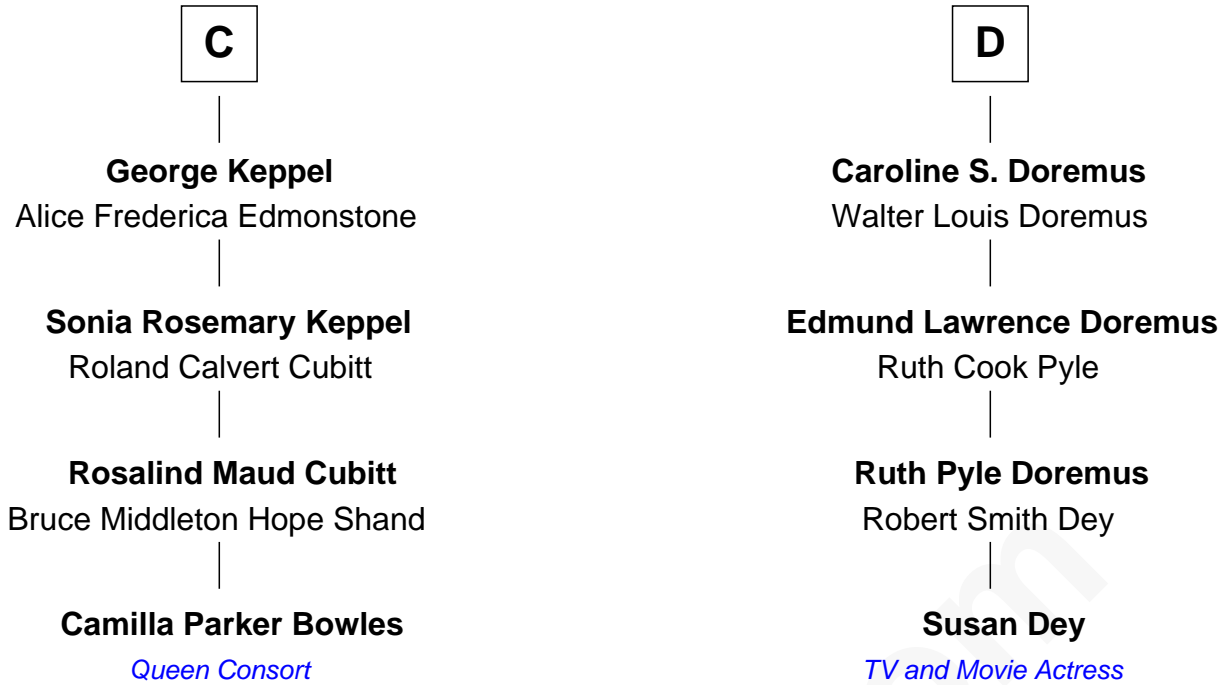 C
George Keppel
Alice Frederica Edmonstone
Sonia Rosemary Keppel
Roland Calvert Cubitt
Rosalind Maud Cubitt
Bruce Middleton Hope Shand
Camilla Parker Bowles
Queen Consort
D
Caroline S. Doremus
Walter Louis Doremus
Edmund Lawrence Doremus
Ruth Cook Pyle
Ruth Pyle Doremus
Robert Smith Dey
Susan Dey
TV and Movie Actress
om